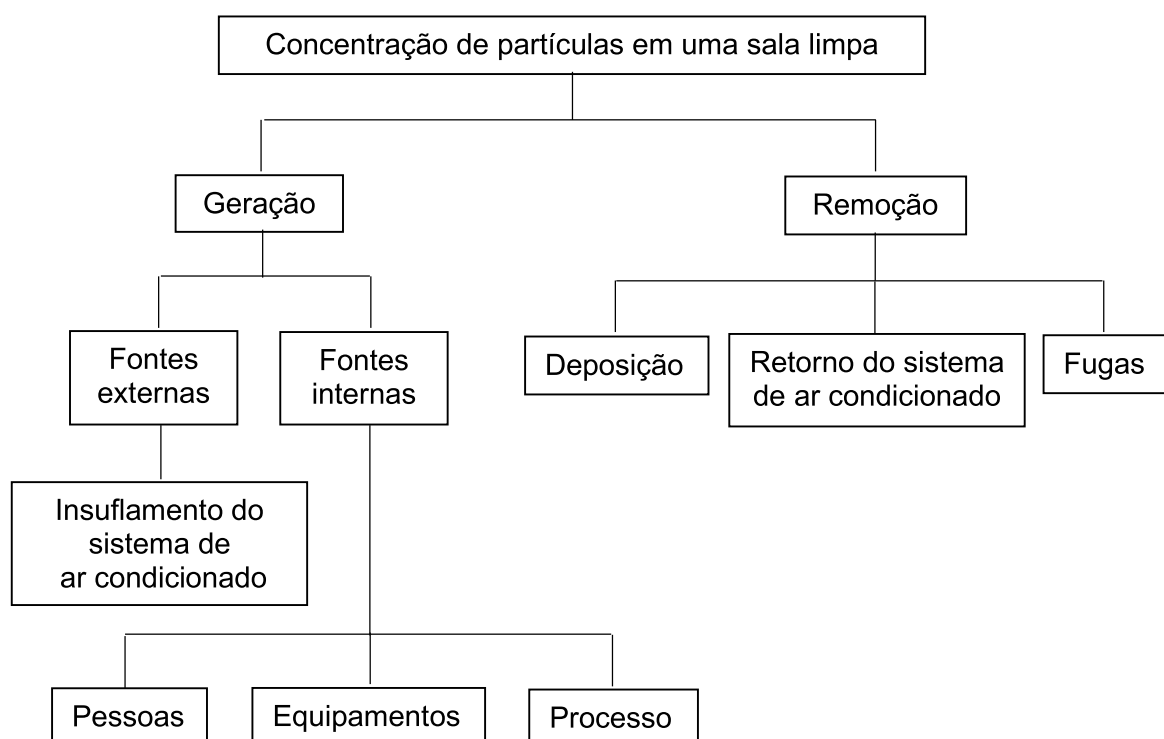 Concentração de partículas em uma sala limpa
Geração
Remoção
Fontes
externas
Fontes
internas
Deposição
Retorno do sistema
de ar condicionado
Fugas
Insuflamento do
sistema de
ar condicionado
Pessoas
Equipamentos
Processo